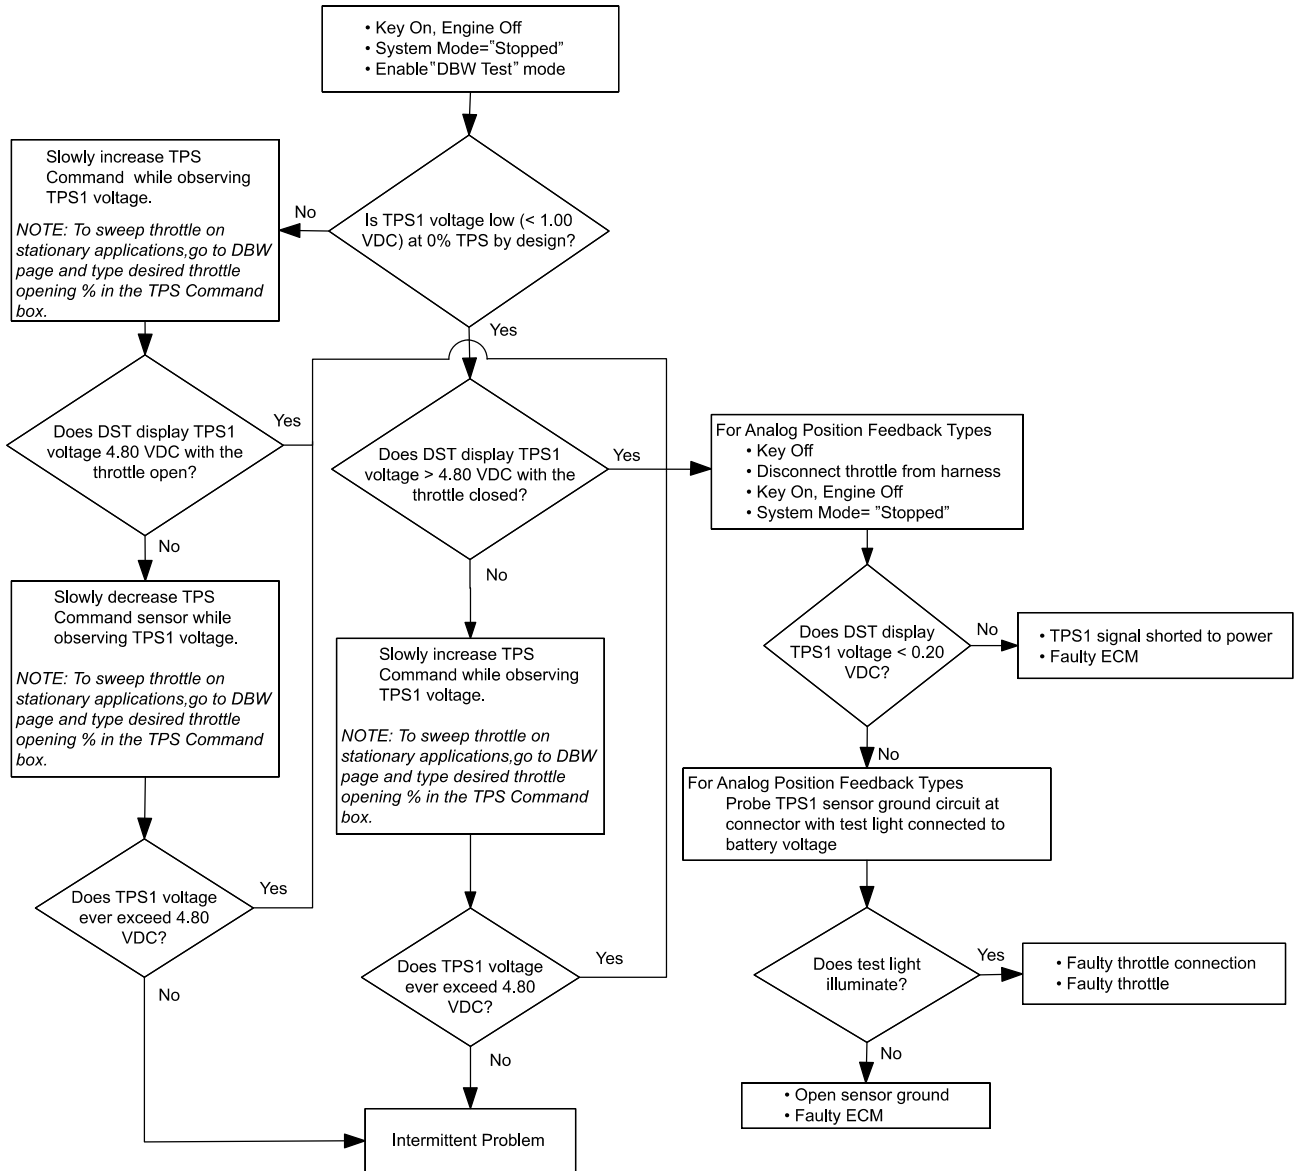 • Key On, Engine Off
• System Mode="Stopped"
• Enable"DBW Test" mode
Slowly increase TPS
Command while observing
TPS1 voltage.
NOTE: To sweep throttle on
stationary applications,go to DBW
page and type desired throttle
opening % in the TPS Command
box.
No
Is TPS1 voltage low (< 1.00
VDC) at 0% TPS by design?
Yes
Does DST display TPS1
voltage 4.80 VDC with the
throttle open?
Yes
No
Does DST display TPS1
voltage > 4.80 VDC with the
throttle closed?
Yes
No
For Analog Position Feedback Types
• Key Off
• Disconnect throttle from harness
• Key On, Engine Off
• System Mode= "Stopped"
Slowly decrease TPS
Command sensor while
observing TPS1 voltage.
NOTE: To sweep throttle on
stationary applications,go to DBW
page and type desired throttle
opening % in the TPS Command
box.
Slowly increase TPS
Command while observing
TPS1 voltage.
NOTE: To sweep throttle on
stationary applications,go to DBW
page and type desired throttle
opening % in the TPS Command
box.
Does DST display
TPS1 voltage < 0.20
VDC?
No
• TPS1 signal shorted to power
• Faulty ECM
No
For Analog Position Feedback Types
Probe TPS1 sensor ground circuit at
connector with test light connected to
battery voltage
Does TPS1 voltage
ever exceed 4.80
VDC?
Yes
No
Does TPS1 voltage
ever exceed 4.80
VDC?
Yes
No
Does test light
illuminate?
Yes
• Faulty throttle connection
• Faulty throttle
No
• Open sensor ground
• Faulty ECM
Intermittent Problem